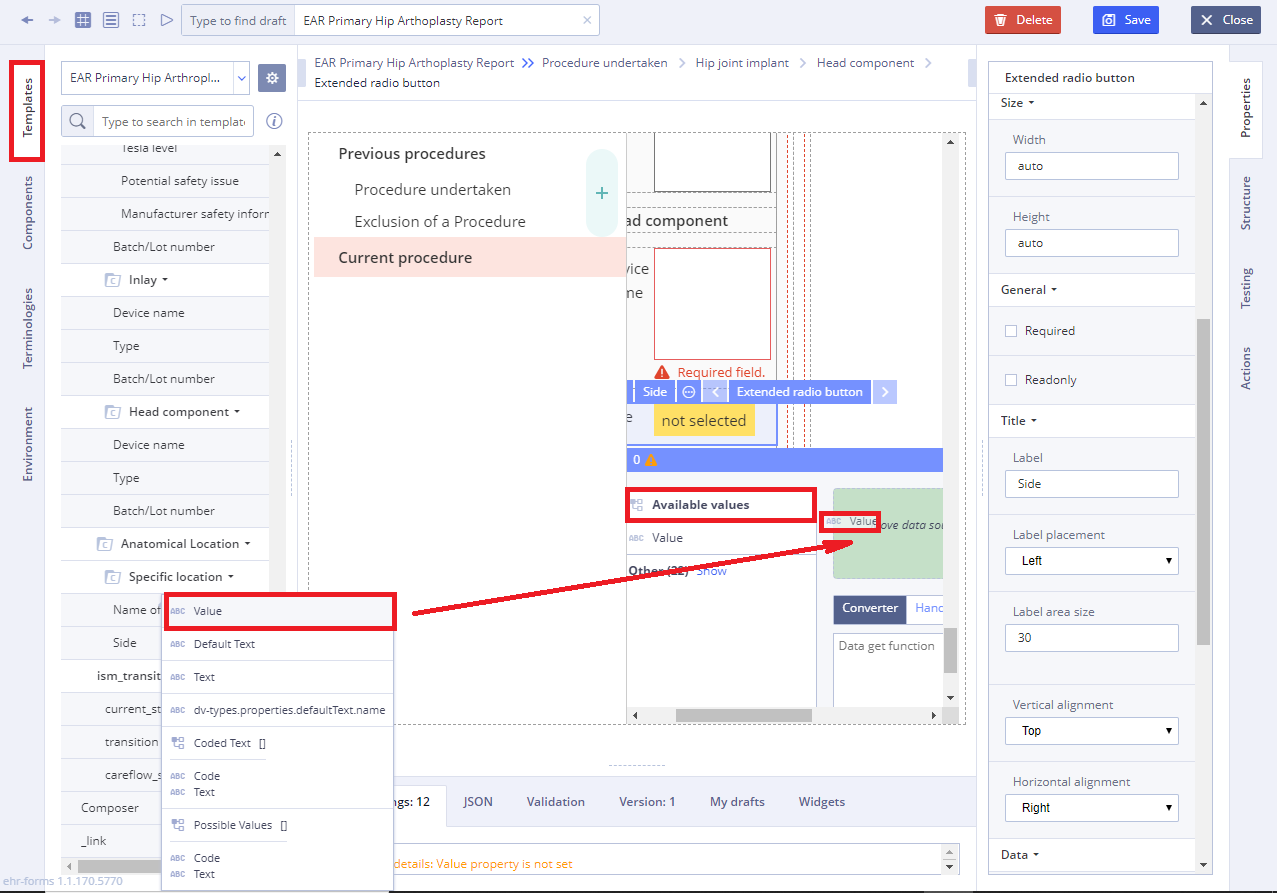 Type to find draft
EAR Primary Hip Arthoplasty Report
Delete
Save
Close
Templates
Components
Terminologies
Environment
EAR Primary Hip Arthropl...
Type to search in template
Tesla level
Potential safety issue
Manufacturer safety inforr
Batch/Lot number
Inlay
Device name
Type
Batch/Lot number
Head component
Device name
Type
Batch/Lot number
Anatomical Location
Specific location
Name of
Side
ism_transit
current_st
transition
careflow_s
Composer
_link
ehr-forms 1.1.170.5770
Value
Default Text
Text
dv-types.properties.defaultText.name
Coded Text []
Code
Text
Possible Values []
Code
Text
EAR Primary Hip Arthoplasty Report
Procedure undertaken
Hip joint implant
Head component
Extended radio button
Previous procedures
Procedure undertaken
Exclusion of a Procedure
Current procedure
+
ad component
vice
me
Required field.
Side
Extended radio button
e
not selected
0
Available values
ABC Value
ABC Value
ove data sou
Other (22) Show
Converter
Hand
Data get function
ngs: 12
JSON
Validation
Version: 1
My drafts
Widgets
details: Value property is not set
Extended radio button
Size
Width
auto
Height
auto
General
Required
Readonly
Title
Label
Side
Label placement
Left
Label area size
30
Vertical alignment
Top
Horizontal alignment
Right
Data
Properties
Structure
Testing
Actions